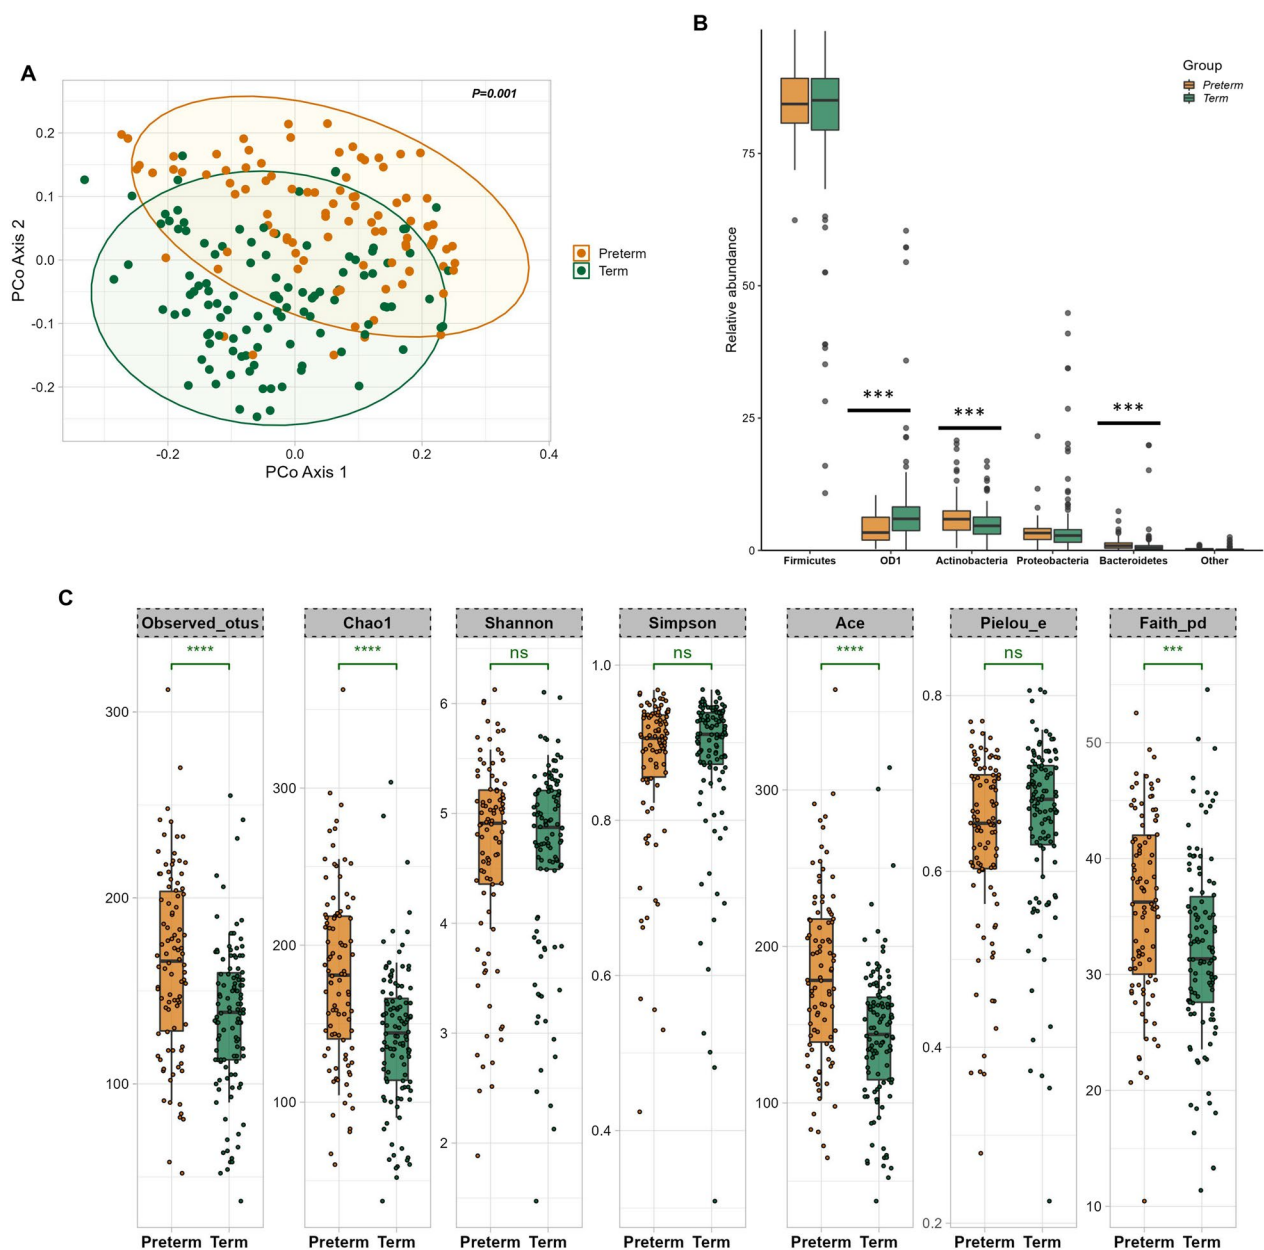 A
P=0.001
0.2
0.1
0.0
-0.1
-0.2
PCo Axis 2
-0.2 0.0 0.2 0.4
PCo Axis 1
Preterm
Term
B
75
50
25
0
Relative abundance
Group
Preterm
Term
*** *** ***
Firmicutes OD1 Actinobacteria Proteobacteria Bacteroidetes Other
C
Observed_otus Chao1 Shannon Simpson Ace Pielou_e Faith_pd
**** **** ns ns **** ns ***
300
200
100
300
200
100
6
5
4
3
2
1.0
0.8
0.6
0.4
300
200
100
0.8
0.6
0.4
0.2
50
40
30
20
10
Preterm Term Preterm Term Preterm Term Preterm Term Preterm Term Preterm Term Preterm Term